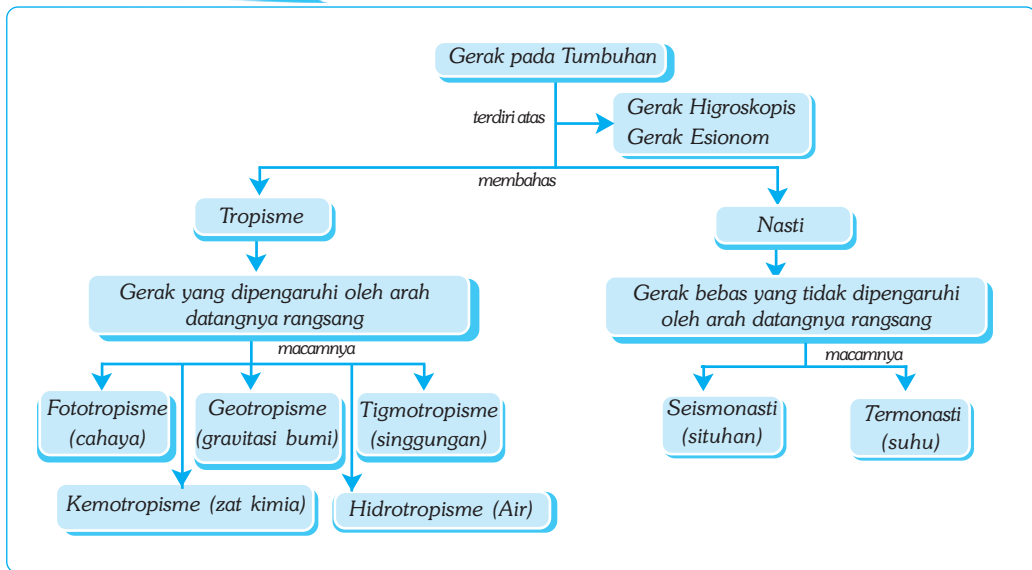 Gerak pada Tumbuhan
terdiri atas
Gerak Higroskopis
Gerak Esionom
membahas
Tropisme
Nasti
Gerak yang dipengaruhi oleh arah
datangnya rangsang
Gerak bebas yang tidak dipengaruhi
oleh arah datangnya rangsang
macamnya
macamnya
Fototropisme
(cahaya)
Geotropisme
(gravitasi bumi)
Tigmotropisme
(singgungan)
Seismonasti
(situhan)
Termonasti
(suhu)
Kemotropisme (zat kimia)
Hidrotropisme (Air)